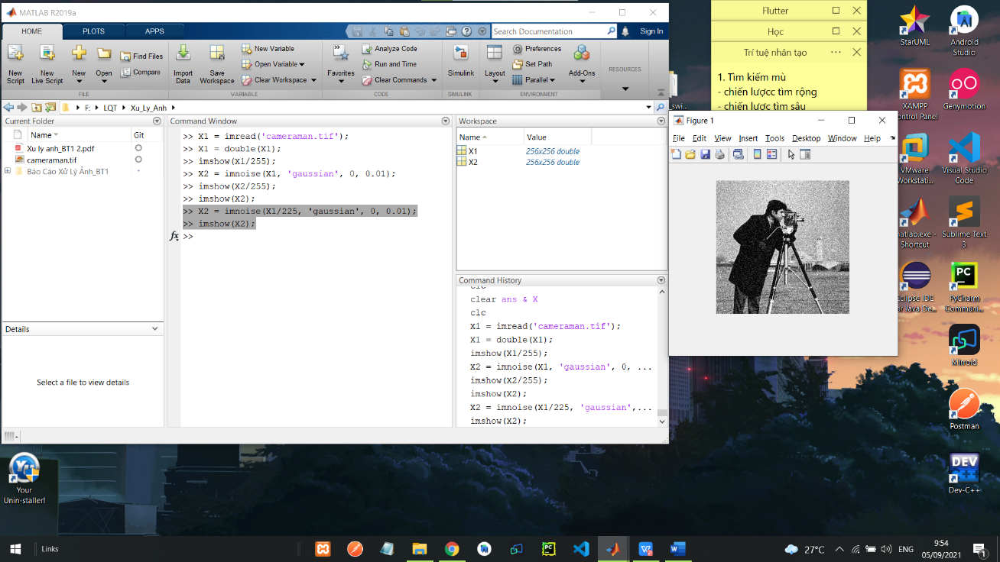 MATLAB R2019a
HOME
PLOTS
APPS
Search Documentation
Sign In
New Script
New Live Script
New
Open
Find Files
Compare
Import Data
Save Workspace
New Variable
Open Variable
Clear Workspace
Favorites
Analyze Code
Run and Time
Clear Commands
Simulink
Layout
Preferences
Set Path
Parallel
Add-Ons
RESOURCES
FILE
VARIABLE
CODE
SIMULINK
ENVIRONMENT
F: LQT Xu_Ly_Anh
Current Folder
Name
Git
Xu ly anh_BT1 2.pdf
cameraman.tif
Báo Cáo Xử Lý Ảnh_BT1
Details
Select a file to view details
Command Window
>> X1 = imread('cameraman.tif');
>> X1 = double(X1);
>> imshow(X1/255);
>> X2 = imnoise(X1, 'gaussian', 0, 0.01);
>> imshow(X2/255);
>> imshow(X2);
>> X2 = imnoise(X1/225, 'gaussian', 0, 0.01);
>> imshow(X2);
fx >>
Workspace
Name
Value
X1 256x256 double
X2 256x256 double
Command History
clc
clear ans & X
clc
X1 = imread('cameraman.tif');
X1 = double(X1);
imshow(X1/255);
X2 = imnoise(X1, 'gaussian', 0, ...
imshow(X2/255);
imshow(X2);
X2 = imnoise(X1/225, 'gaussian',...
imshow(X2);
Flutter
Học
Trí tuệ nhân tạo
1. Tìm kiếm mù
- chiến lượcc tìm rộng
- chiến lược tìm sâu
Figure 1
File Edit View Insert Tools Desktop Window Help
StarUML
Android Studio
XAMPP
ontrol Panel
Genymotion
VMware
Workstati...
Visual Studio Code
matlab.exe - Shortcut
Sublime Text 3
Eclipse IDE
or Java De...
PC
PyCharm Communi...
Mirroid
Postman
DEV
C++
Dev-C++
Your Unin-staller!
Links
PC
27°C
ENG
9:54
05/09/2021
1